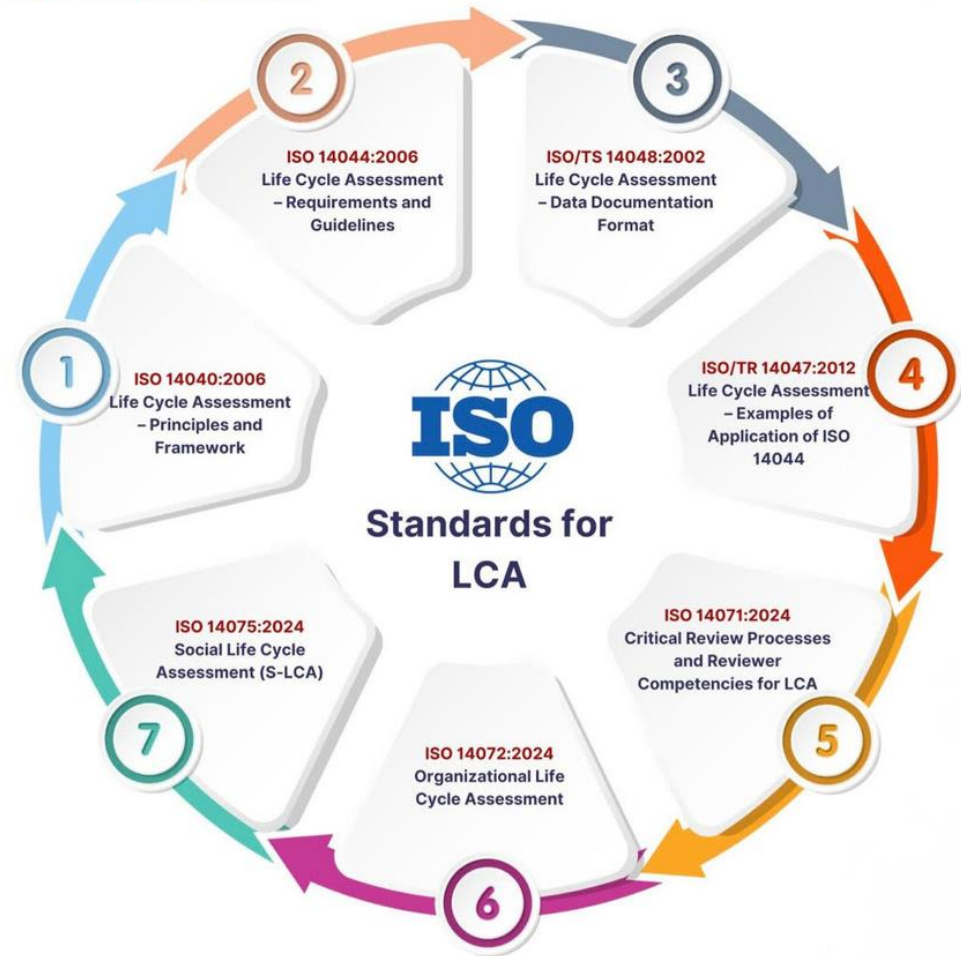 1
ISO 14040:2006
Life Cycle Assessment
– Principles and
Framework
2
ISO 14044:2006
Life Cycle Assessment
– Requirements and
Guidelines
3
ISO/TS 14048:2002
Life Cycle Assessment
– Data Documentation
Format
4
ISO/TR 14047:2012
Life Cycle Assessment
– Examples of
Application of ISO
14044
5
ISO 14071:2024
Critical Review Processes
and Reviewer
Competencies for LCA
6
ISO 14072:2024
Organizational Life
Cycle Assessment
7
ISO 14075:2024
Social Life Cycle
Assessment (S-LCA)
ISO
Standards for
LCA